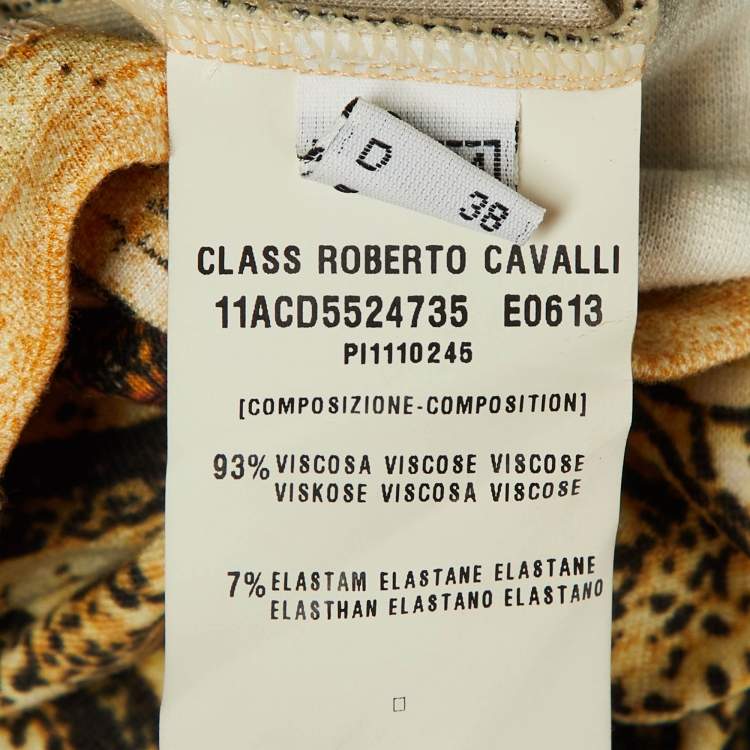 D 38
CLASS ROBERTO CAVALLI
11ACD5524735 E0613
PI1110245
[COMPOSIZIONE-COMPOSITION]
93% VISCOSA VISCOSE VISCOSE
VISKOSE VISCOSA VISCOSE
7% ELASTAM ELASTANE ELASTANE
ELASTHAN ELASTANO ELASTANO